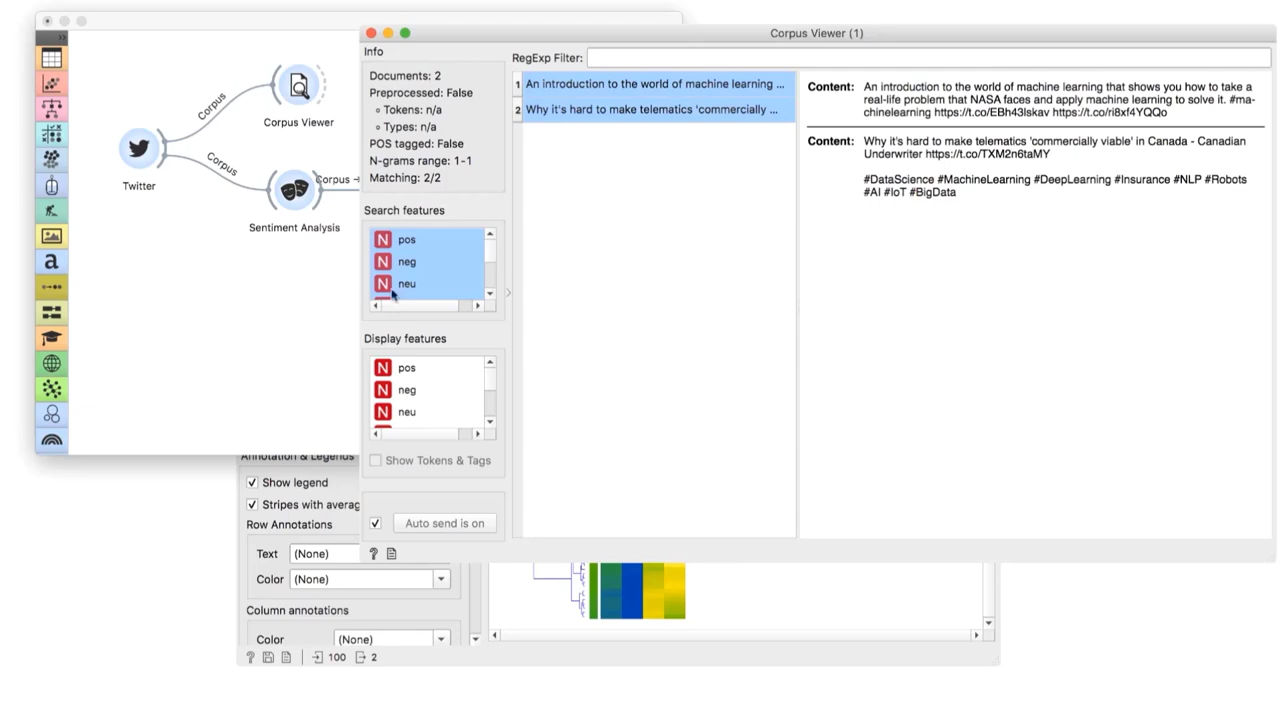 Corpus Viewer (1)
Corpus
Corpus Viewer
Twitter
Corpus
Corpus
Sentiment Analysis
a
Info
Documents: 2
Preprocessed: False
Tokens: n/a
Types: n/a
POS tagged: False
N-grams range: 1-1
Matching: 2/2
Search features
N pos
N neg
N neu
Display features
N pos
N neg
N neu
Show Tokens & Tags
Auto send is on
?
RegExp Filter:
1 An introduction to the world of machine learning ...
2 Why it's hard to make telematics 'commercially ...
Content: An introduction to the world of machine learning that shows you how to take a
real-life problem that NASA faces and apply machine learning to solve it. #ma-
chinelearning https://t.co/EBh43lskav https://t.co/ri8xf4YQQo
Content: Why it's hard to make telematics 'commercially viable' in Canada - Canadian
Underwriter https://t.co/TXM2n6taMY
#DataScience #MachineLearning #DeepLearning #Insurance #NLP #Robots
#AI #IoT #BigData
Annotation & Legends
Show legend
Stripes with averag
Row Annotations
Text (None)
Color (None)
Column annotations
Color (None)
? 100 2